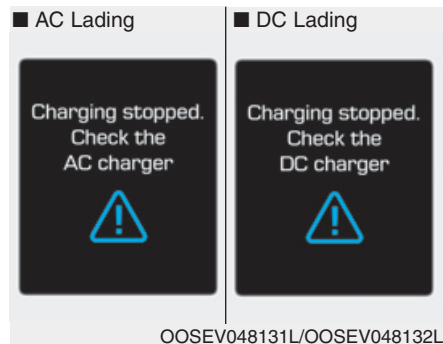 ■ AC Lading
Charging stopped.
Check the
AC charger
■ DC Lading
Charging stopped.
Check the
DC charger
OOSEV048131L/OOSEV048132L